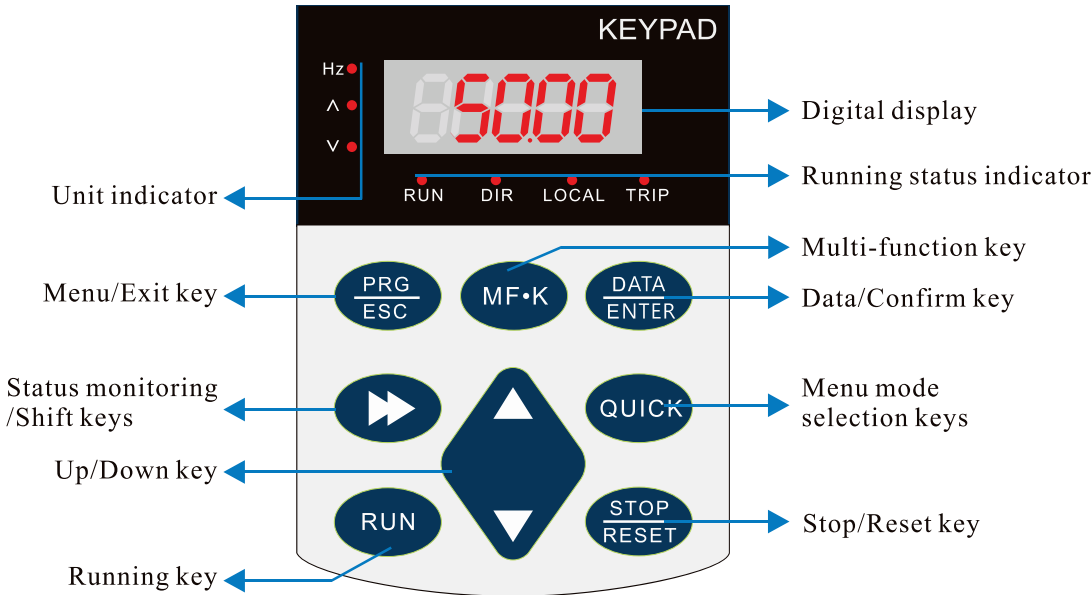 KEYPAD
Hz
50.00
Digital display
Λ
V
RUN DIR LOCAL TRIP
Running status indicator
Unit indicator
Multi-function key
Menu/Exit key
PRG
ESC
MF•K
DATA
ENTER
Data/Confirm key
Status monitoring
/Shift keys
QUICK
Menu mode
selection keys
Up/Down key
RUN
STOP
RESET
Stop/Reset key
Running key